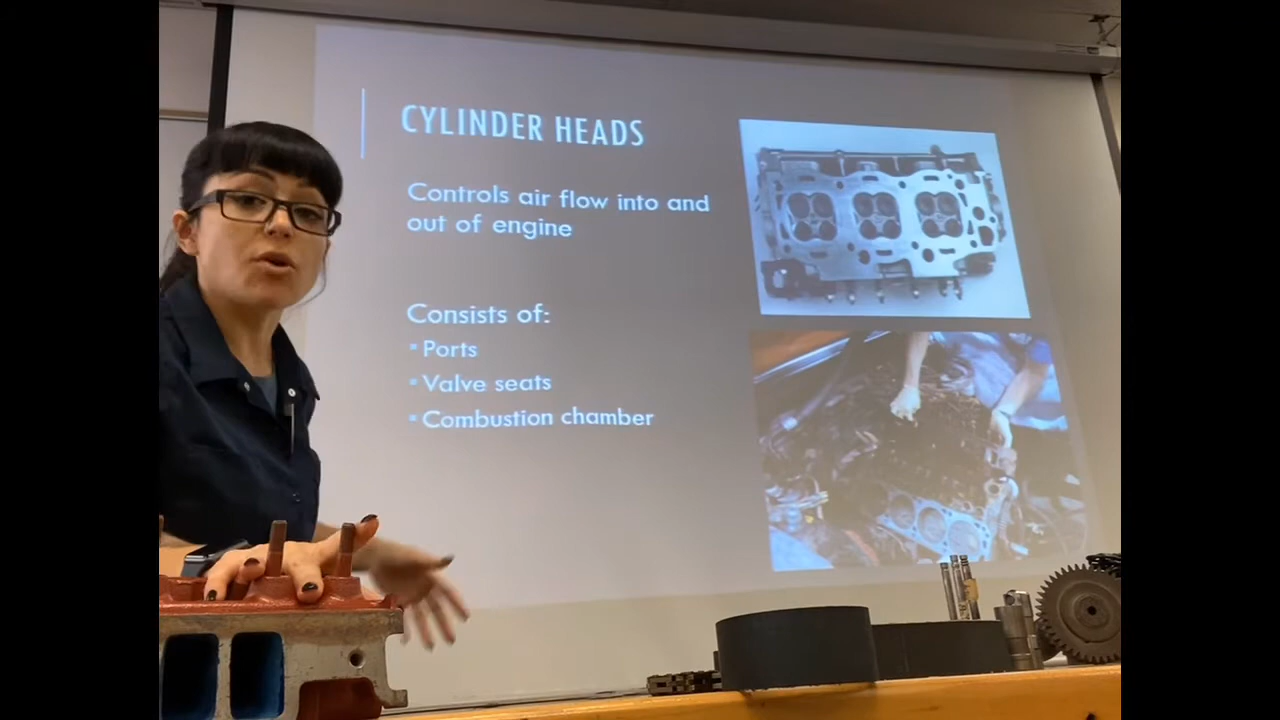 CYLINDER HEADS
Controls air flow into and
out of engine
Consists of:
▪Ports
▪Valve seats
▪Combustion chamber